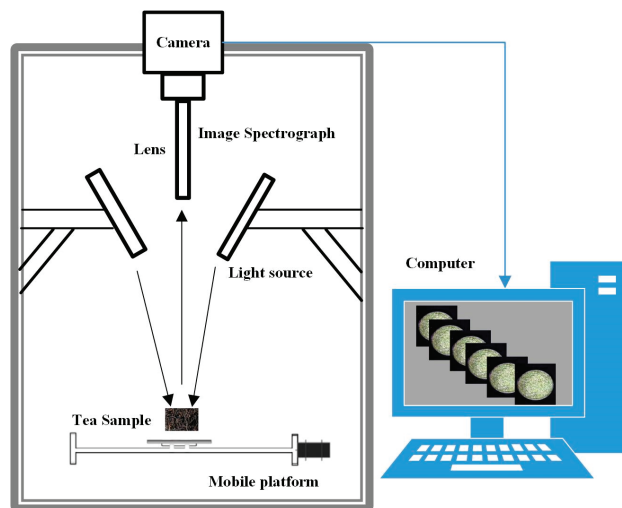 Camera
Image Spectrograph
Lens
Light source
Computer
Tea Sample
Mobile platform